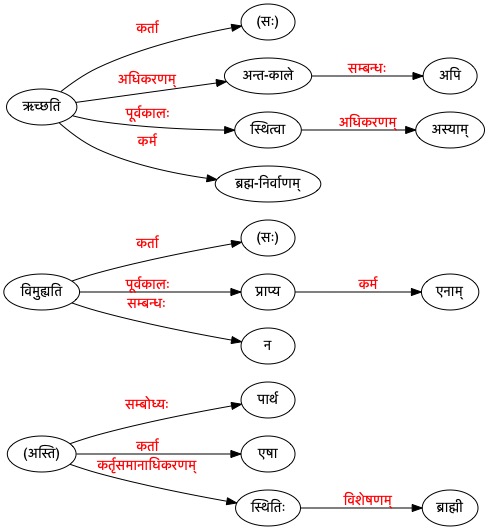 कर्ता
(सः)
अधिकरणम्
अन्त-काले
सम्बन्धः
अपि
ऋच्छति
पूर्वकालः
स्थित्वा
अधिकरणम्
अस्याम्
कर्म
ब्रह्म-निर्वाणम्
कर्ता
(सः)
विमुह्यति
पूर्वकालः
प्राप्य
कर्म
एनाम्
सम्बन्धः
न
सम्बोध्यः
पार्थ
(अस्ति)
कर्ता
एषा
कर्तृसमानाधिकरणम्
स्थितिः
विशेषणम्
ब्राह्मी